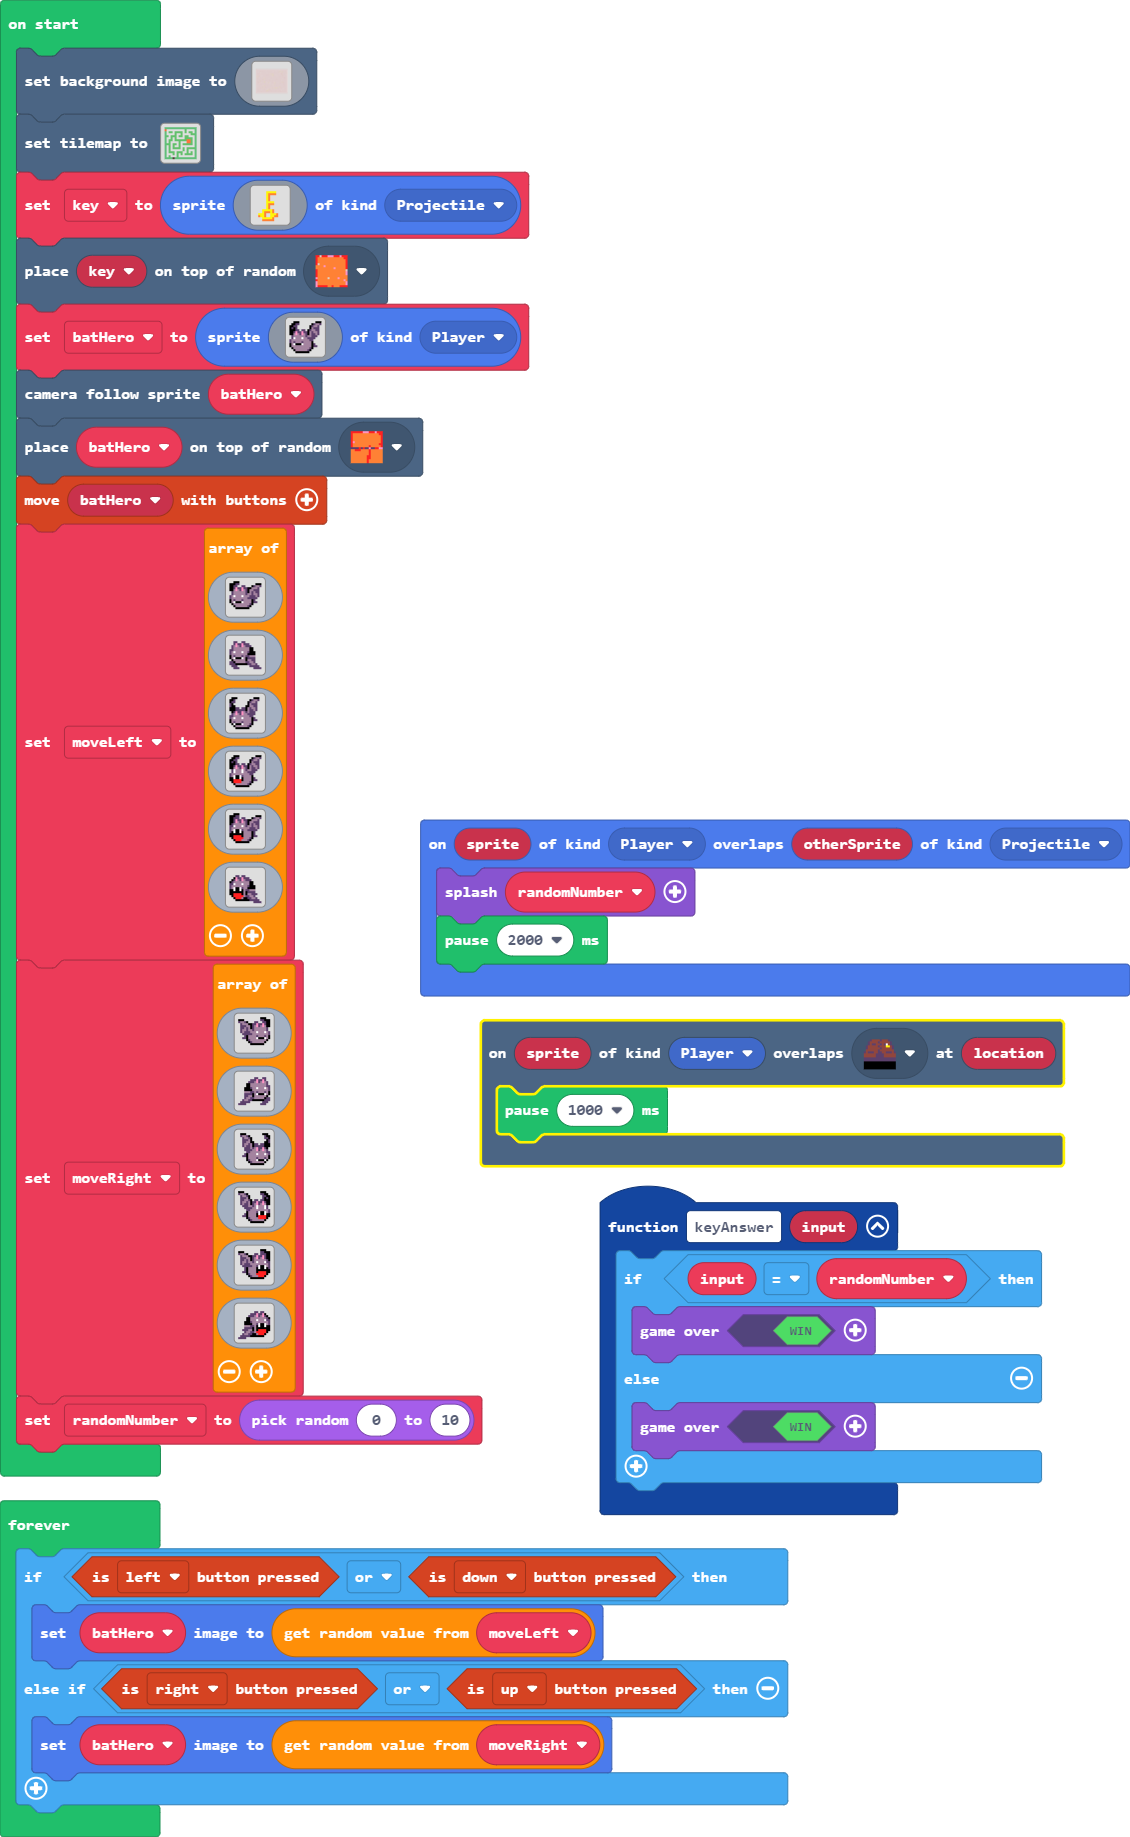 on start
set background image to
set tilemap to
set key to sprite of kind Projectile
place key on top of random
set batHero to sprite of kind Player
camera follow sprite batHero
place batHero on top of random
move batHero with buttons
array of
set moveLeft to
array of
set moveRight to
set randomNumber to pick random 0 to 10
on sprite of kind Player overlaps otherSprite of kind Projectile
splash randomNumber
pause 2000 ms
on sprite of kind Player overlaps at location
pause 1000 ms
function keyAnswer input
if input = randomNumber then
game over WIN
else
game over WIN
forever
if is left button pressed or is down button pressed then
set batHero image to get random value from moveLeft
else if is right button pressed or is up button pressed then
set batHero image to get random value from moveRight